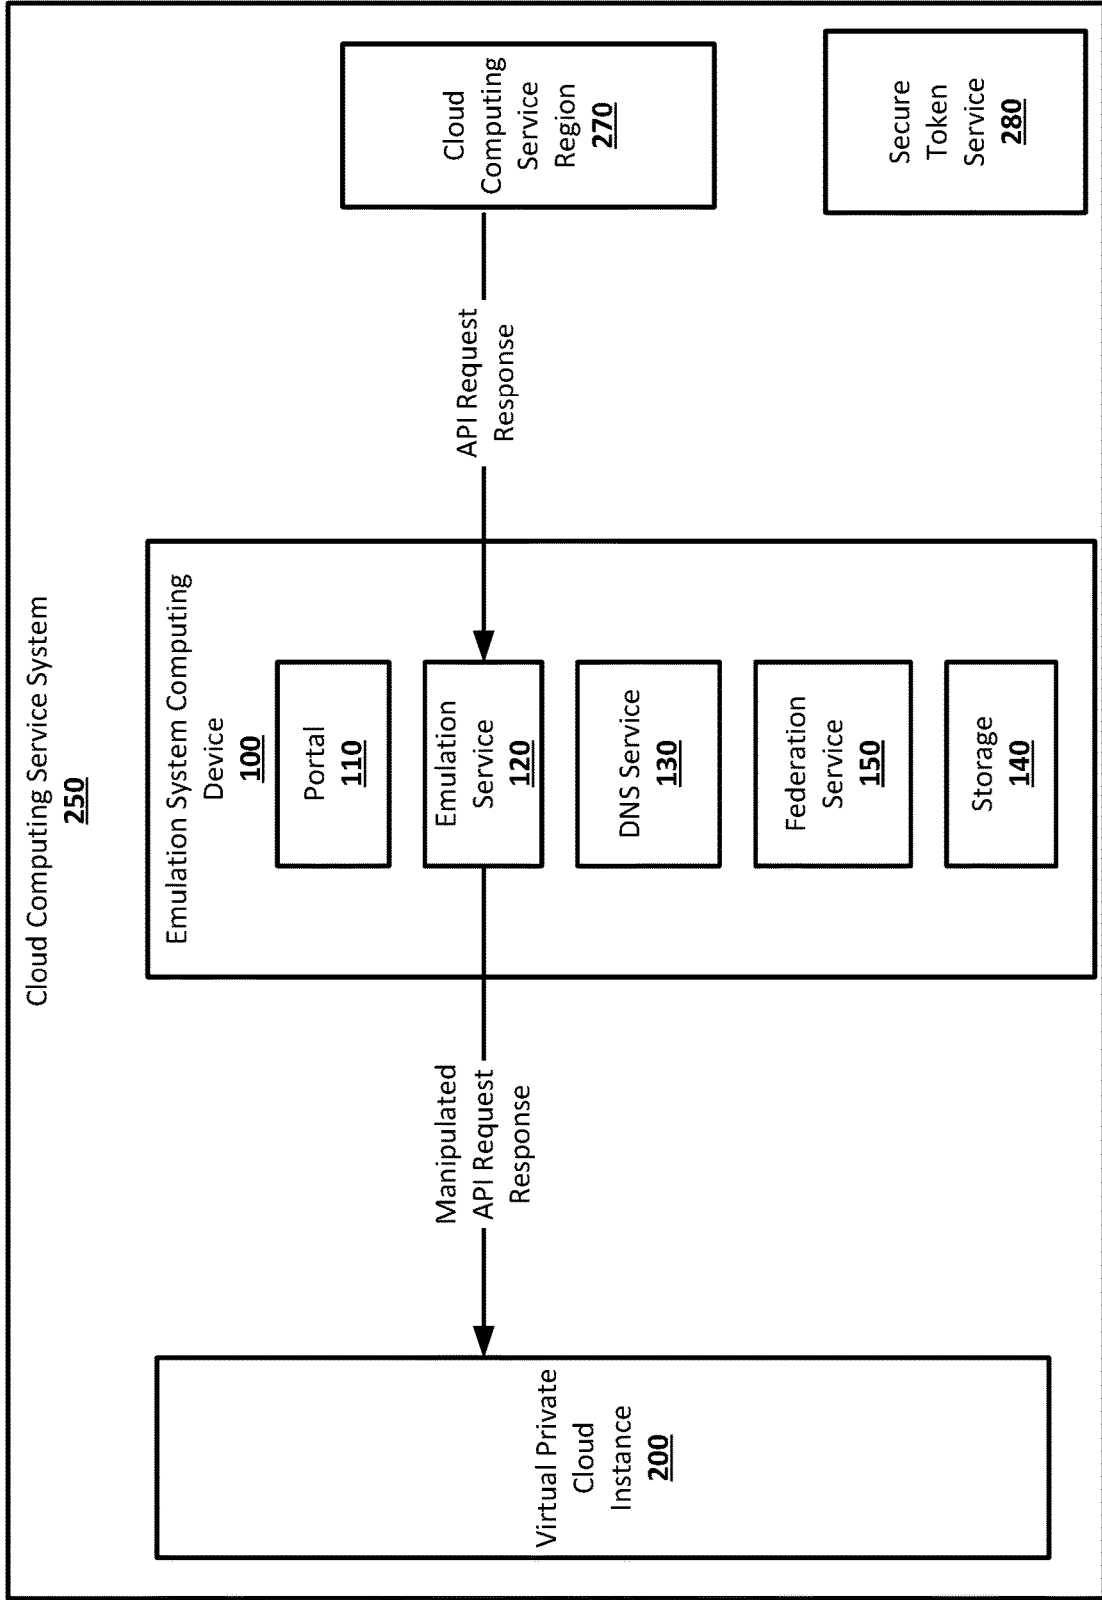 Cloud Computing Service System
250
Virtual Private
Cloud
Instance
200
Manipulated
API Request
Response
Emulation System Computing
Device
100
Portal
110
Emulation
Service
120
DNS Service
130
Federation
Service
150
Storage
140
API Request
Response
Cloud
Computing
Service
Region
270
Secure
Token
Service
280